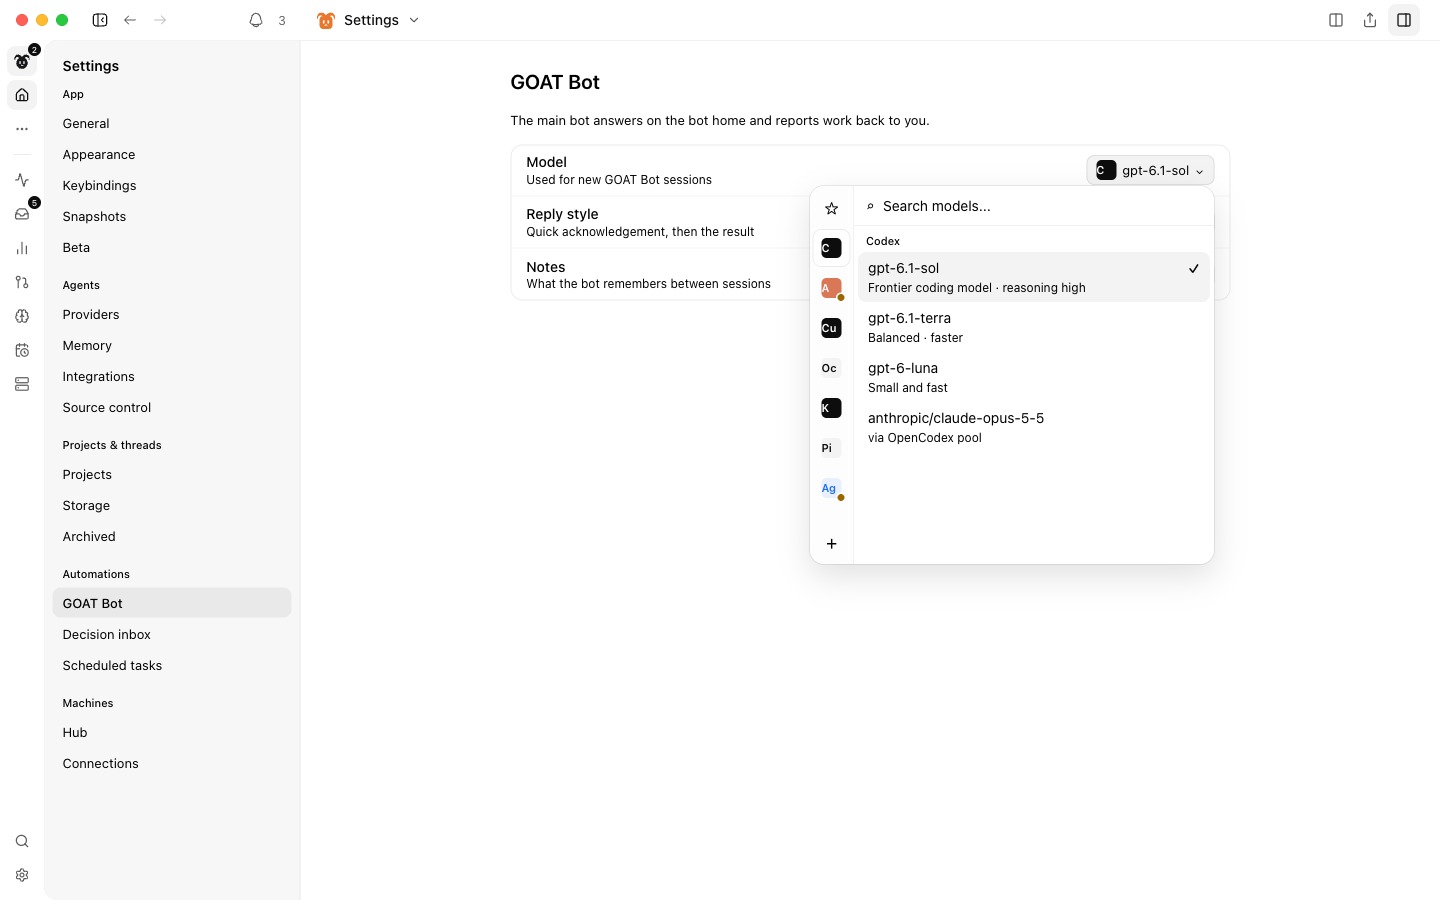 3
Settings
2
5
Settings
App
General
Appearance
Keybindings
Snapshots
Beta
Agents
Providers
Memory
Integrations
Source control
Projects & threads
Projects
Storage
Archived
Automations
GOAT Bot
Decision inbox
Scheduled tasks
Machines
Hub
Connections
GOAT Bot
The main bot answers on the bot home and reports work back to you.
Model
Used for new GOAT Bot sessions
C gpt-6.1-sol
Reply style
Quick acknowledgement, then the result
Notes
What the bot remembers between sessions
C
A
Cu
Oc
K
Pi
Ag
+
Search models...
Codex
gpt-6.1-sol
Frontier coding model · reasoning high
gpt-6.1-terra
Balanced · faster
gpt-6-luna
Small and fast
anthropic/claude-opus-5-5
via OpenCodex pool